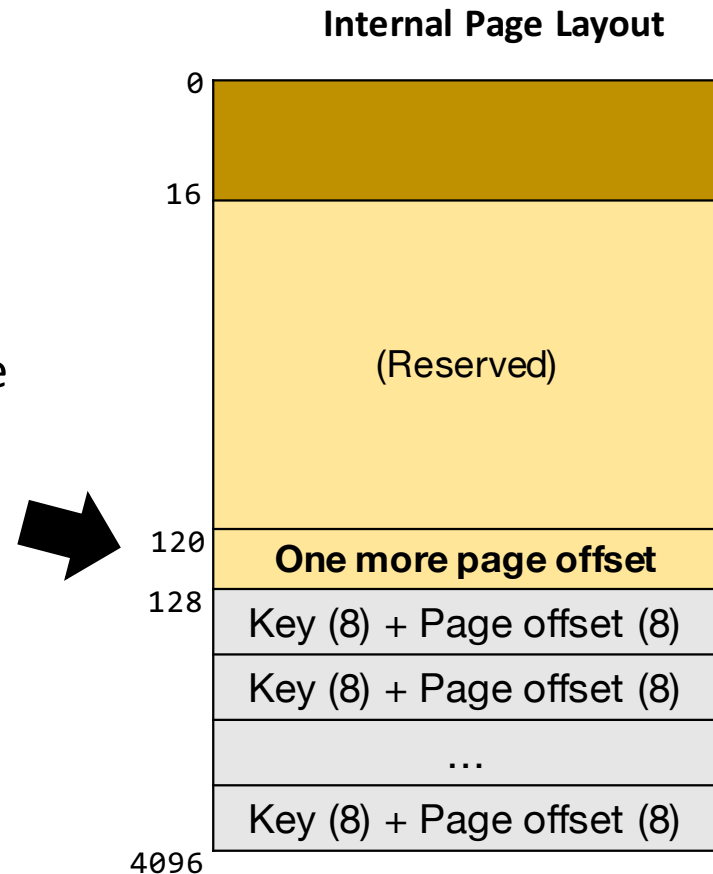 Internal Page Layout
0
16
(Reserved)
e
120
One more page offset
128
Key (8) + Page offset (8)
Key (8) + Page offset (8)
…
Key (8) + Page offset (8)
4096